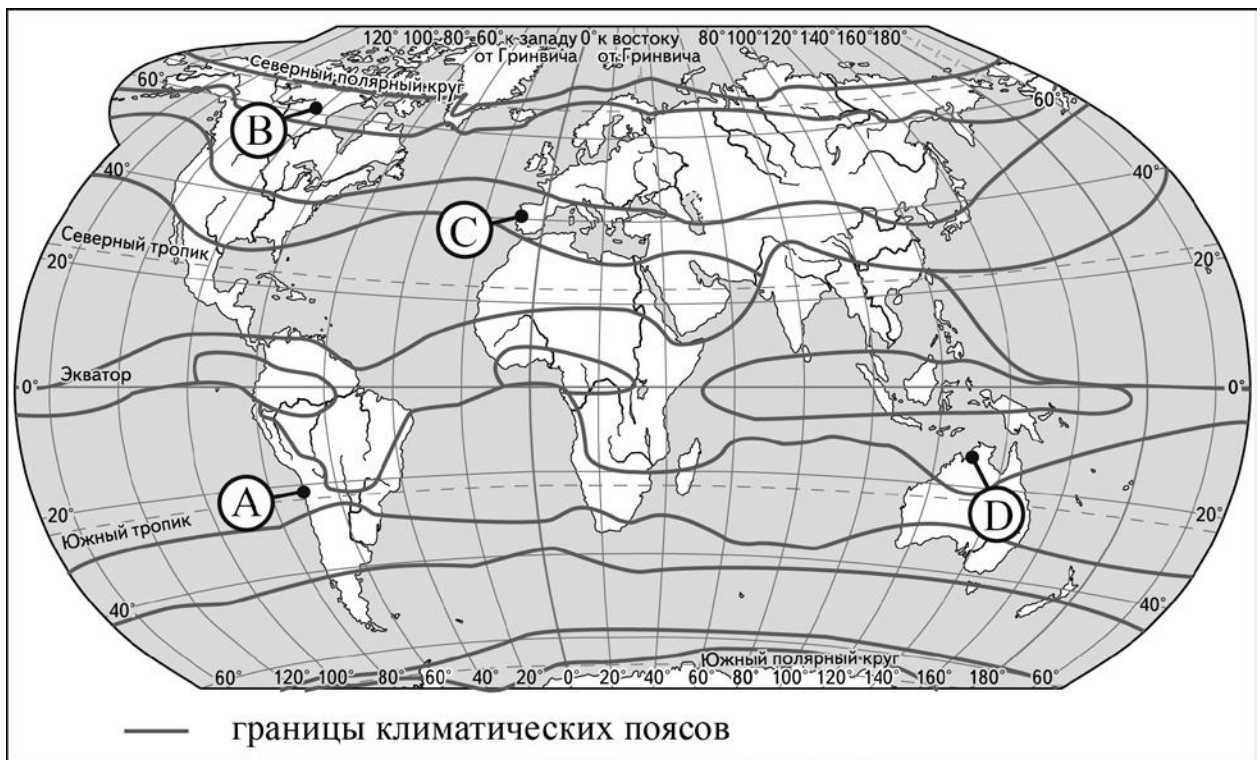 120° 100° 80° 60° к западу 0° к востоку 80° 100° 120° 140° 160° 180°
от Гринвича от Гринвича
Северный полярный круг
60° 60°
B
40° 40°
C
Северный тропик
20° 20°
Экватор
0° 0°
A
D
20° 20°
Южный тропик
40° 40°
Южный полярный круг
60° 120° 100° 80° 60° 40° 20° 0° 20° 40° 60° 80° 100° 120° 140° 160° 180° 60°
границы климатических поясов